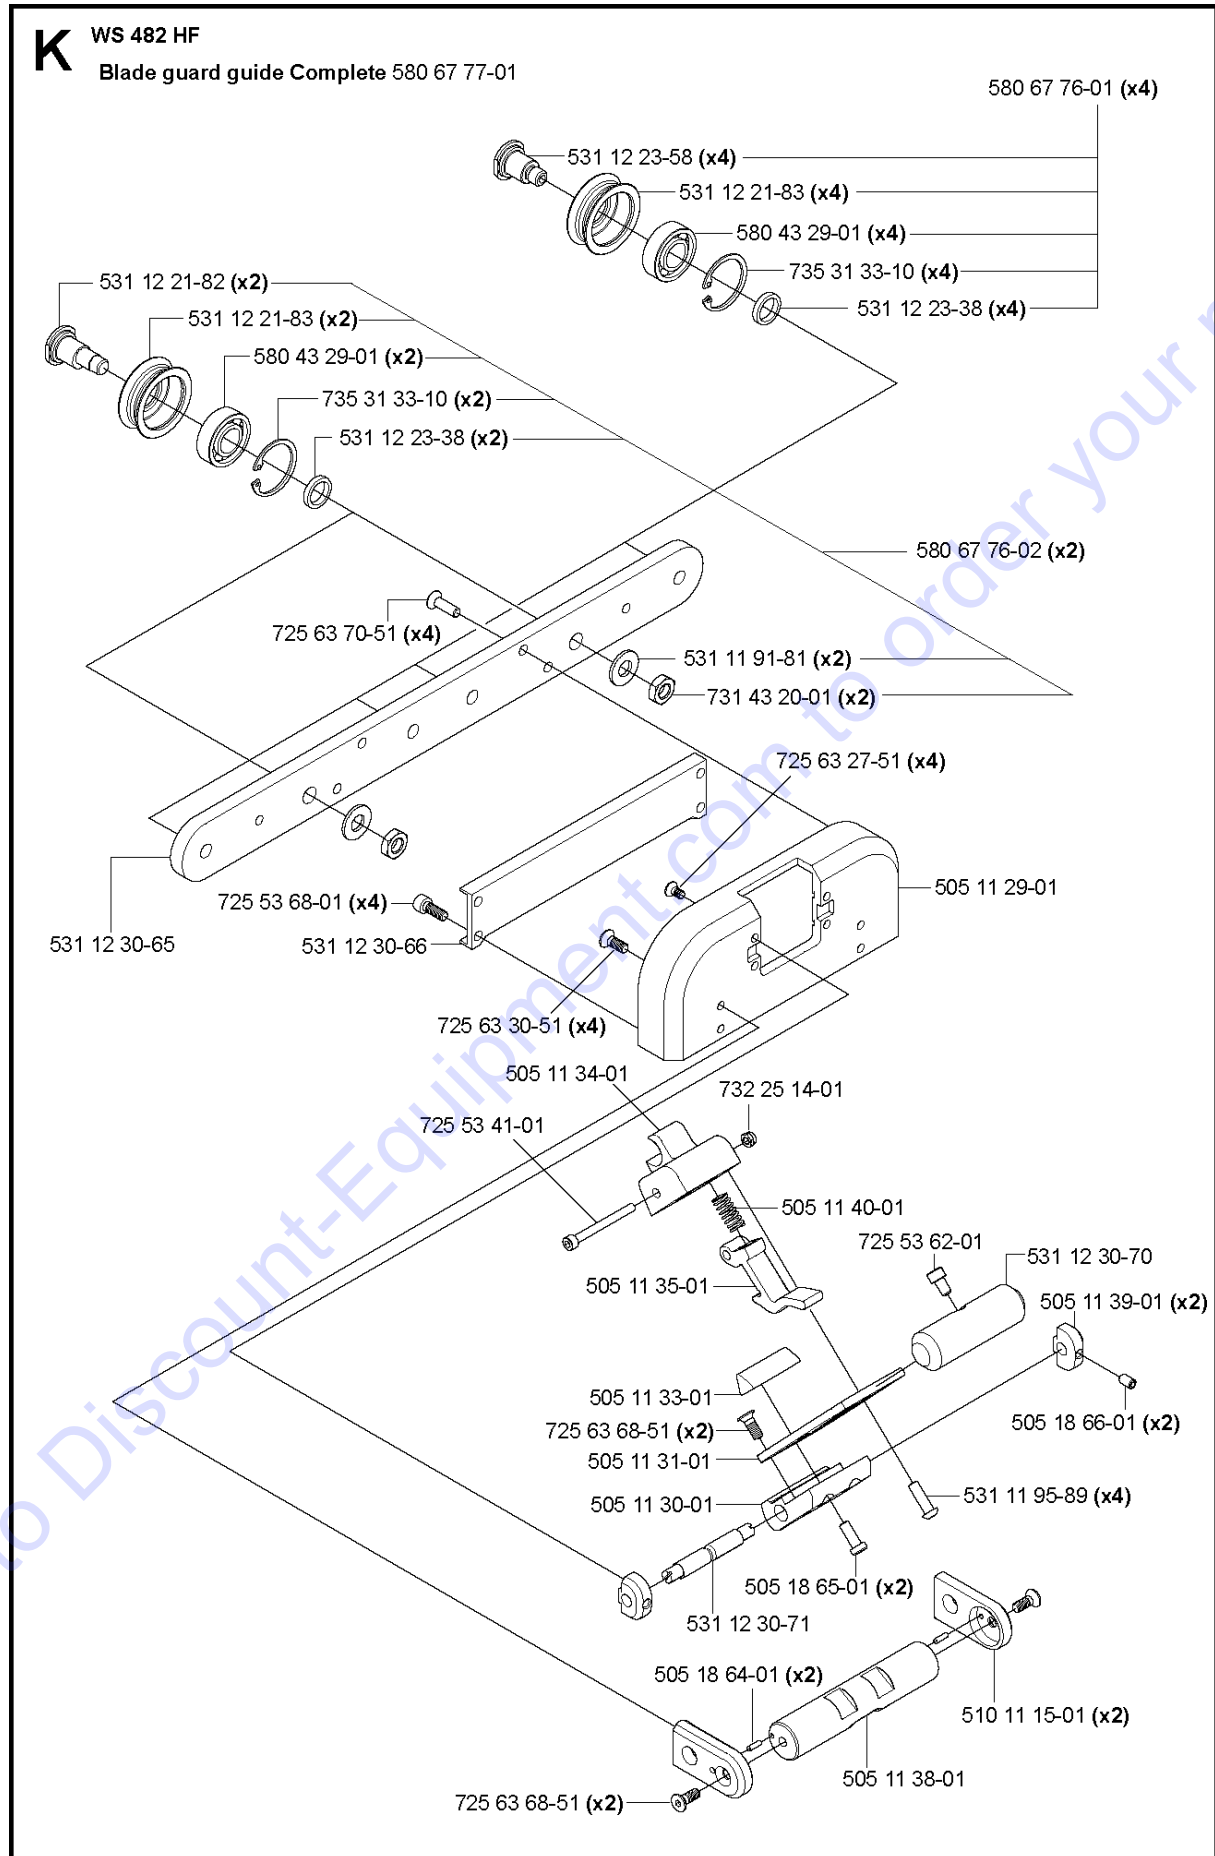 K WS 482 HF
Blade guard guide Complete 580 67 77-01
580 67 76-01 (x4)
531 12 23-58 (x4)
531 12 21-83 (x4)
580 43 29-01 (x4)
735 31 33-10 (x4)
531 12 23-38 (x4)
531 12 21-82 (x2)
531 12 21-83 (x2)
580 43 29-01 (x2)
735 31 33-10 (x2)
531 12 23-38 (x2)
580 67 76-02 (x2)
725 63 70-51 (x4)
531 11 91-81 (x2)
731 43 20-01 (x2)
725 63 27-51 (x4)
505 11 29-01
725 53 68-01 (x4)
531 12 30-65
531 12 30-66
725 63 30-51 (x4)
505 11 34-01
732 25 14-01
725 53 41-01
505 11 40-01
725 53 62-01
531 12 30-70
505 11 35-01
505 11 39-01 (x2)
505 11 33-01
725 63 68-51 (x2)
505 18 66-01 (x2)
505 11 31-01
505 11 30-01
531 11 95-89 (x4)
505 18 65-01 (x2)
531 12 30-71
505 18 64-01 (x2)
510 11 15-01 (x2)
505 11 38-01
725 63 68-51 (x2)
to Discount-Equipment.com to order your